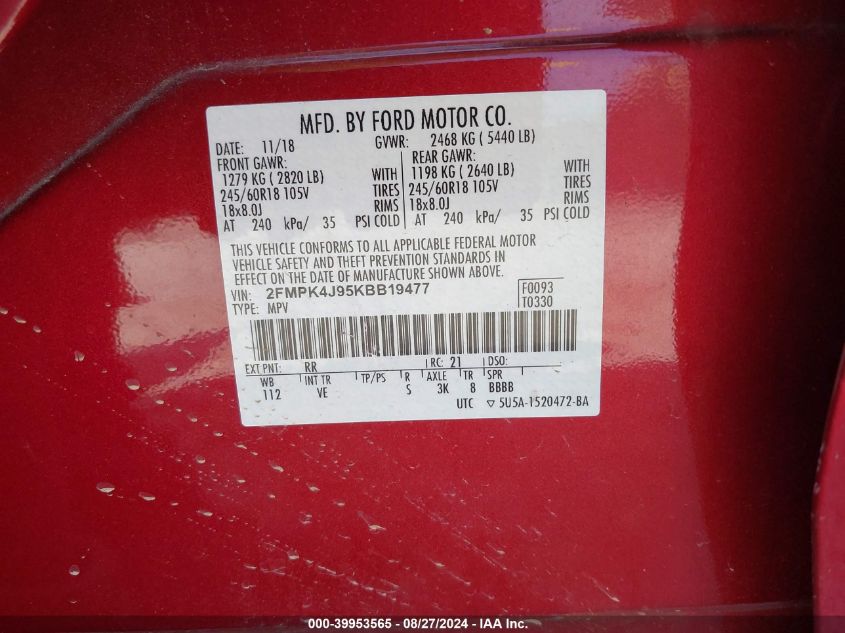 MFD. BY FORD MOTOR CO.
DATE: 11/18 GVWR: 2468 KG ( 5440 LB)
FRONT GAWR: REAR GAWR:
1279 KG ( 2820 LB) WITH 1198 KG ( 2640 LB) WITH
245/60R18 105V TIRES 245/60R18 105V TIRES
18x8.0J RIMS 18x8.0J RIMS
AT 240 kPa/ 35 PSI COLD AT 240 kPa/ 35 PSI COLD
THIS VEHICLE CONFORMS TO ALL APPLICABLE FEDERAL MOTOR
VEHICLE SAFETY AND THEFT PREVENTION STANDARDS IN
EFFECT ON THE DATE OF MANUFACTURE SHOWN ABOVE.
VIN: 2FMPK4J95KBB19477 F0093
TYPE: MPV T0330
EXT PNT: RR RC: 21 DSO:
WB INT TR TP/PS R AXLE TR SPR
112 VE S 3K 8 BBBB
UTC ▽ 5U5A-1520472-BA
000-39953565 - 08/27/2024 - IAA Inc.